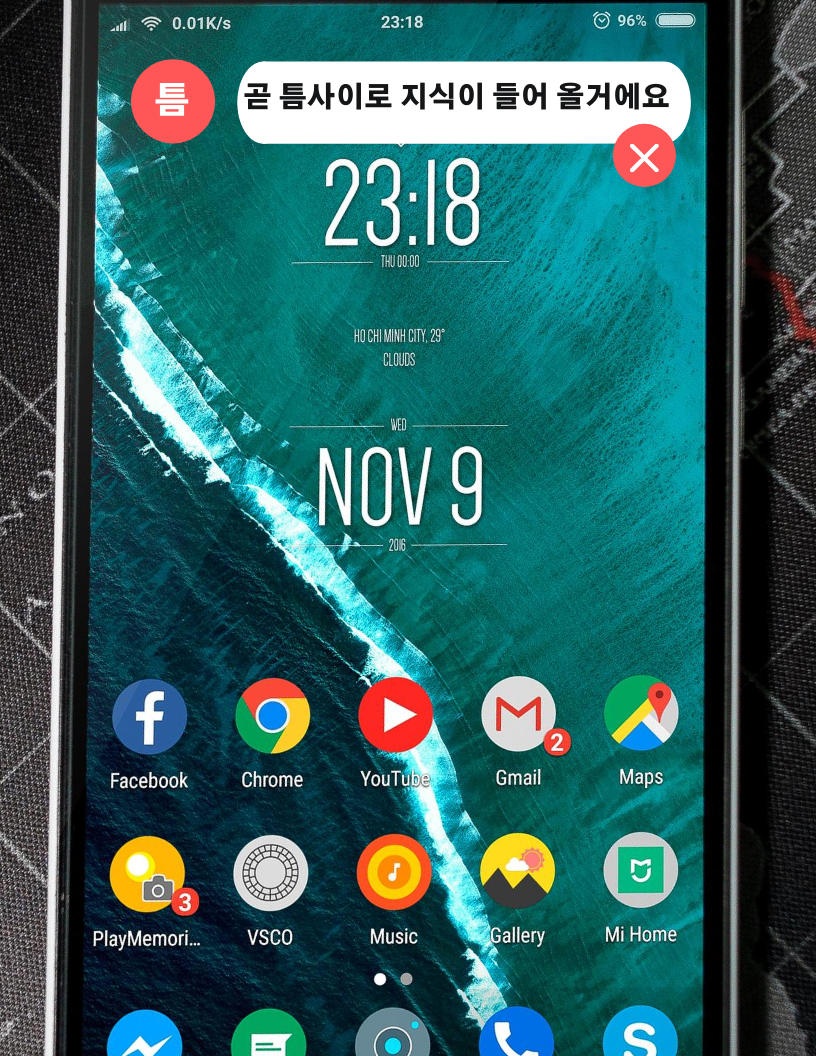 0.01K/s 23:18 96%
틈
곧 틈사이로 지식이 들어 올거에요
23:18
THU 00:00
HO CHI MINH CITY, 29°
CLOUDS
WED
NOV 9
2016
Facebook Chrome YouTube Gmail Maps
2
PlayMemori... VSCO Music Gallery Mi Home
3